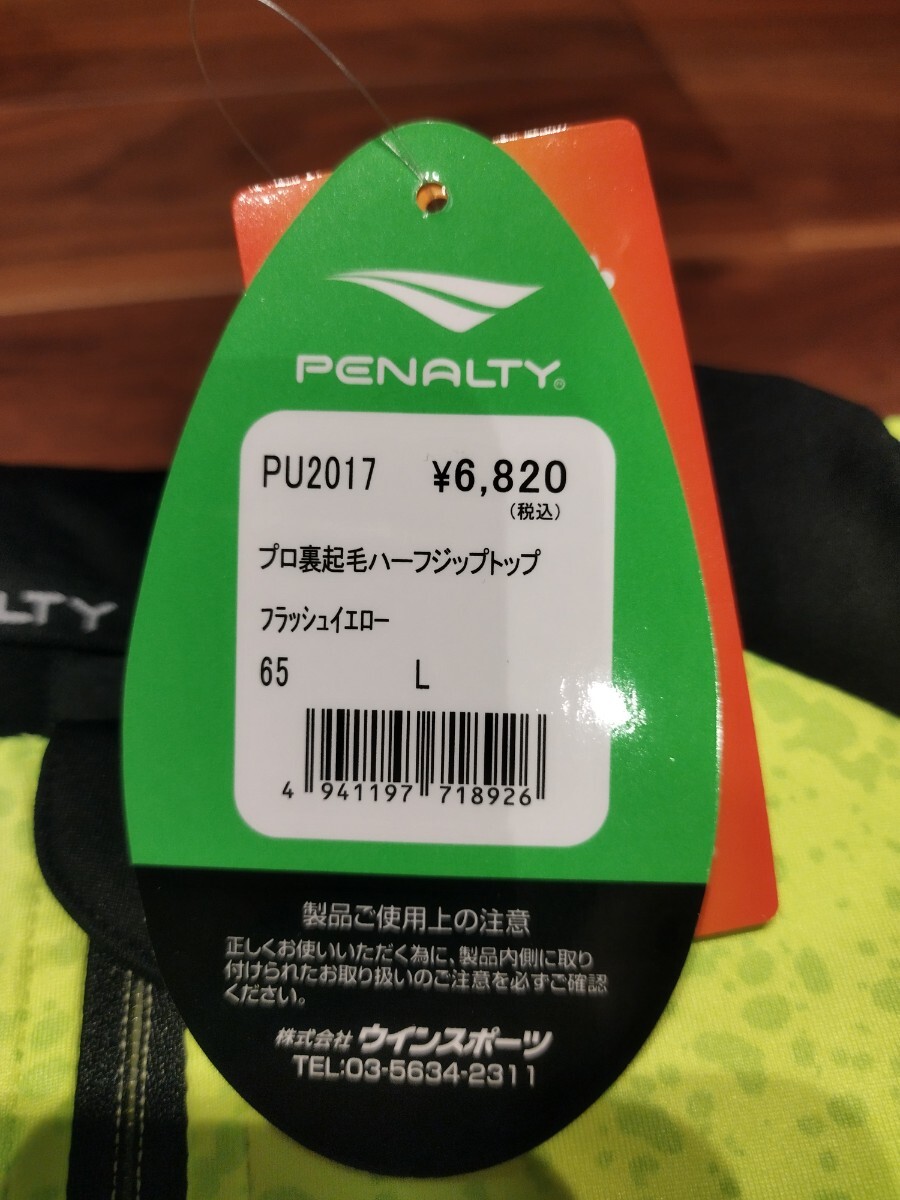 PENALTY®
PU2017 ¥6,820
(税込)
プロ裏起毛ハーフジップトップ
フラッシュイエロー
65 L
4 941197 718926
LTY
製品ご使用上の注意
正しくお使いいただく為に、製品内側に取り
付けられたお取り扱いのご注意を必ずご確認
ください。
株式会社 ウインスポーツ
TEL:03-5634-2311